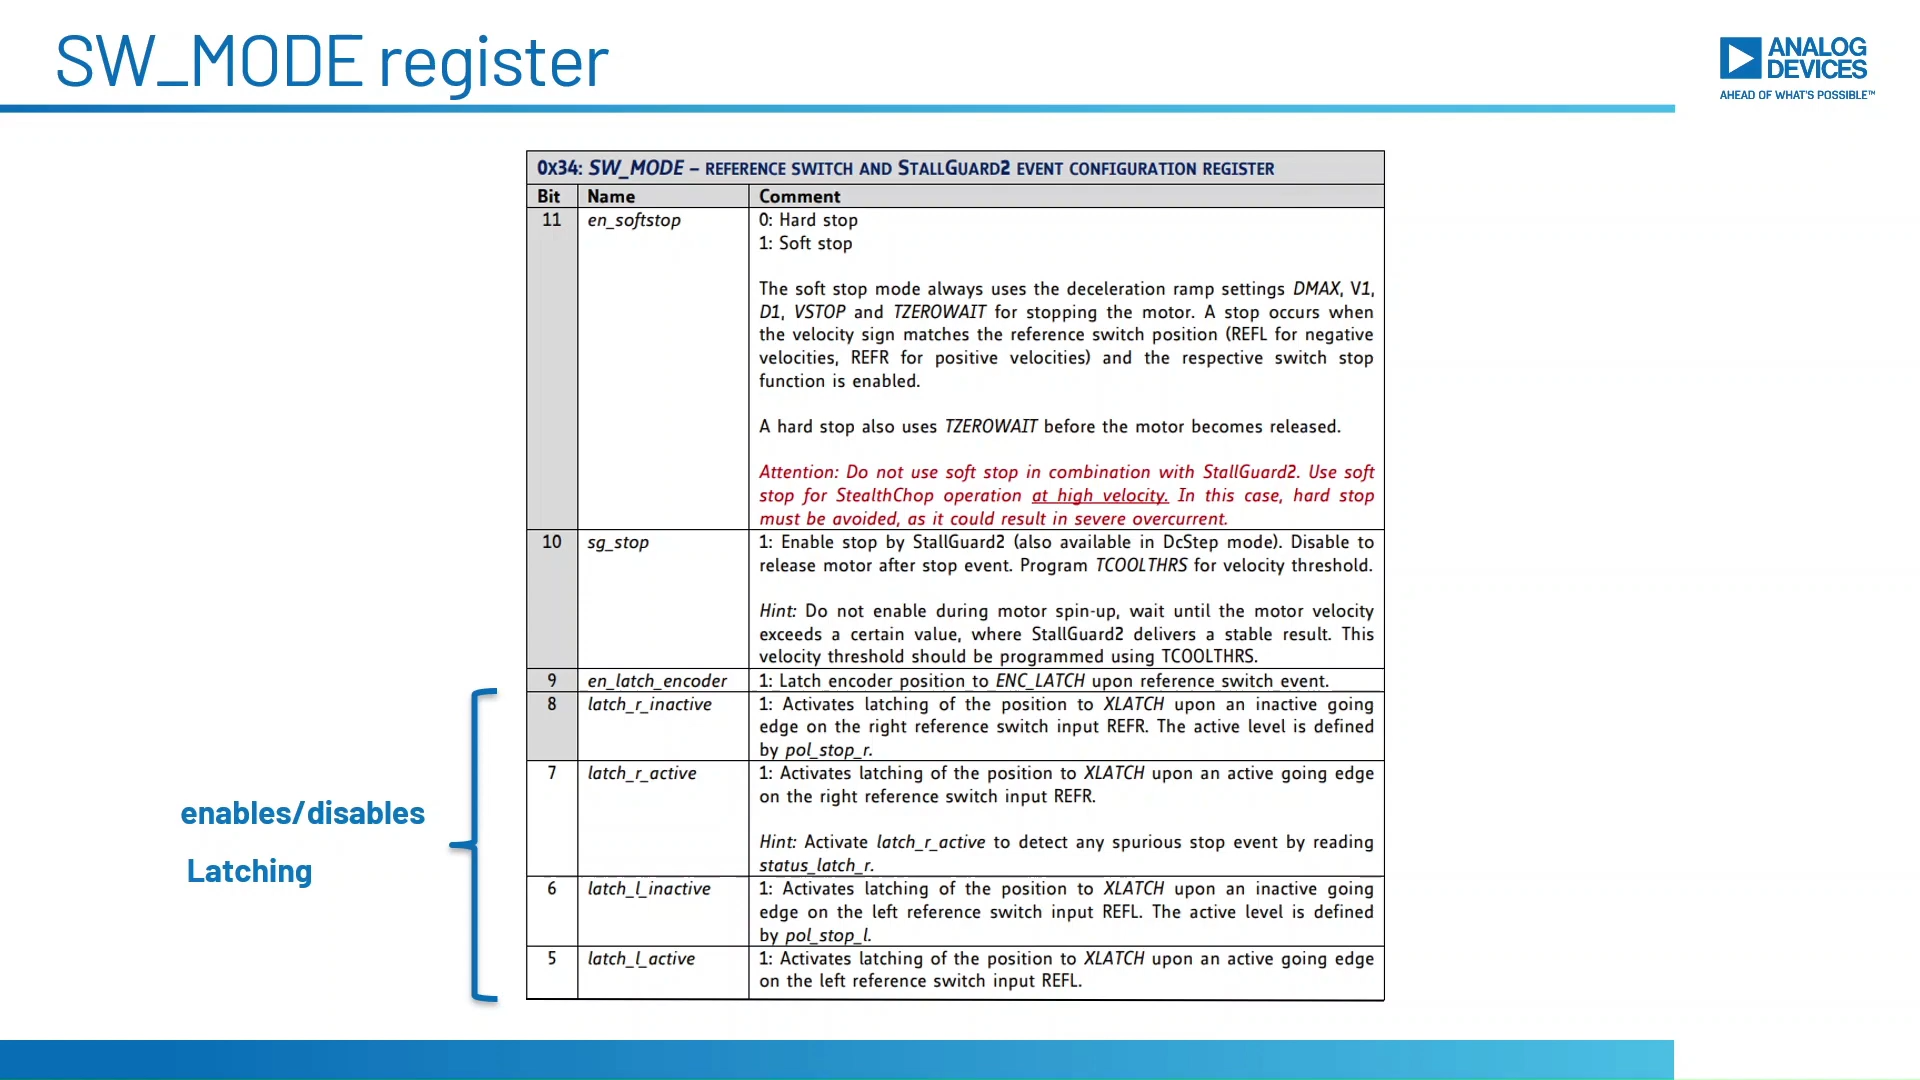 SW_MODE register
ANALOG
DEVICES
AHEAD OF WHAT'S POSSIBLE™
0x34: SW_MODE – REFERENCE SWITCH AND STALLGUARD2 EVENT CONFIGURATION REGISTER
Bit Name Comment
11 en_softstop 0: Hard stop
1: Soft stop
The soft stop mode always uses the deceleration ramp settings DMAX, V1,
D1, VSTOP and TZEROWAIT for stopping the motor. A stop occurs when
the velocity sign matches the reference switch position (REFL for negative
velocities, REFR for positive velocities) and the respective switch stop
function is enabled.
A hard stop also uses TZEROWAIT before the motor becomes released.
Attention: Do not use soft stop in combination with StallGuard2. Use soft
stop for StealthChop operation at high velocity. In this case, hard stop
must be avoided, as it could result in severe overcurrent.
10 sg_stop 1: Enable stop by StallGuard2 (also available in DcStep mode). Disable to
release motor after stop event. Program TCOOLTHRS for velocity threshold.
Hint: Do not enable during motor spin-up, wait until the motor velocity
exceeds a certain value, where StallGuard2 delivers a stable result. This
velocity threshold should be programmed using TCOOLTHRS.
9 en_latch_encoder 1: Latch encoder position to ENC_LATCH upon reference switch event.
8 latch_r_inactive 1: Activates latching of the position to XLATCH upon an inactive going
edge on the right reference switch input REFR. The active level is defined
by pol_stop_r.
7 latch_r_active 1: Activates latching of the position to XLATCH upon an active going edge
on the right reference switch input REFR.
Hint: Activate latch_r_active to detect any spurious stop event by reading
status_latch_r.
6 latch_l_inactive 1: Activates latching of the position to XLATCH upon an inactive going
edge on the left reference switch input REFL. The active level is defined
by pol_stop_l.
5 latch_l_active 1: Activates latching of the position to XLATCH upon an active going edge
on the left reference switch input REFL.
enables/disables
Latching